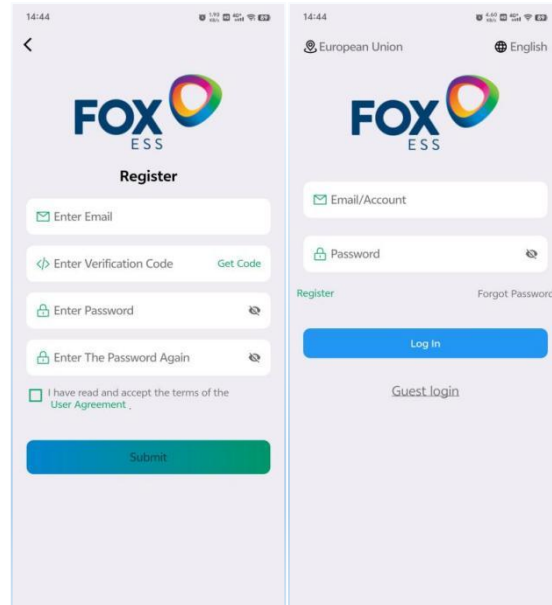 14:44
FOX
ESS
Register
Enter Email
Enter Verification Code Get Code
Enter Password
Enter The Password Again
I have read and accept the terms of the
User Agreement .
Submit
14:44
European Union English
FOX
ESS
Email/Account
Password
Register Forgot Password
Log In
Guest login